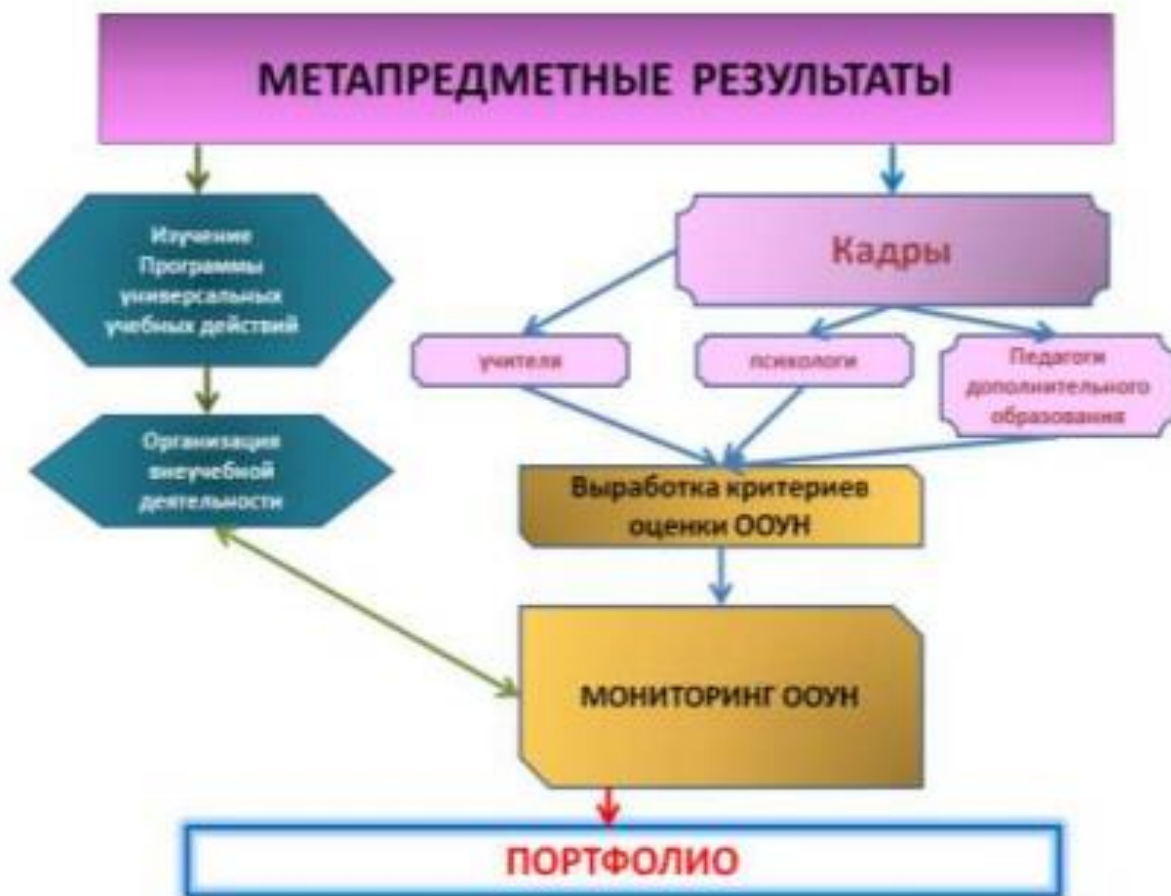 МЕТАПРЕДМЕТНЫЕ РЕЗУЛЬТАТЫ
Изучение
Программы
универсальных
учебных действий
Кадры
учителя
психологи
Педагоги
дополнительного
образования
Организация
внеучебной
деятельности
Выработка критериев
оценки ООУН
МОНИТОРИНГ ООУН
ПОРТФОЛИО